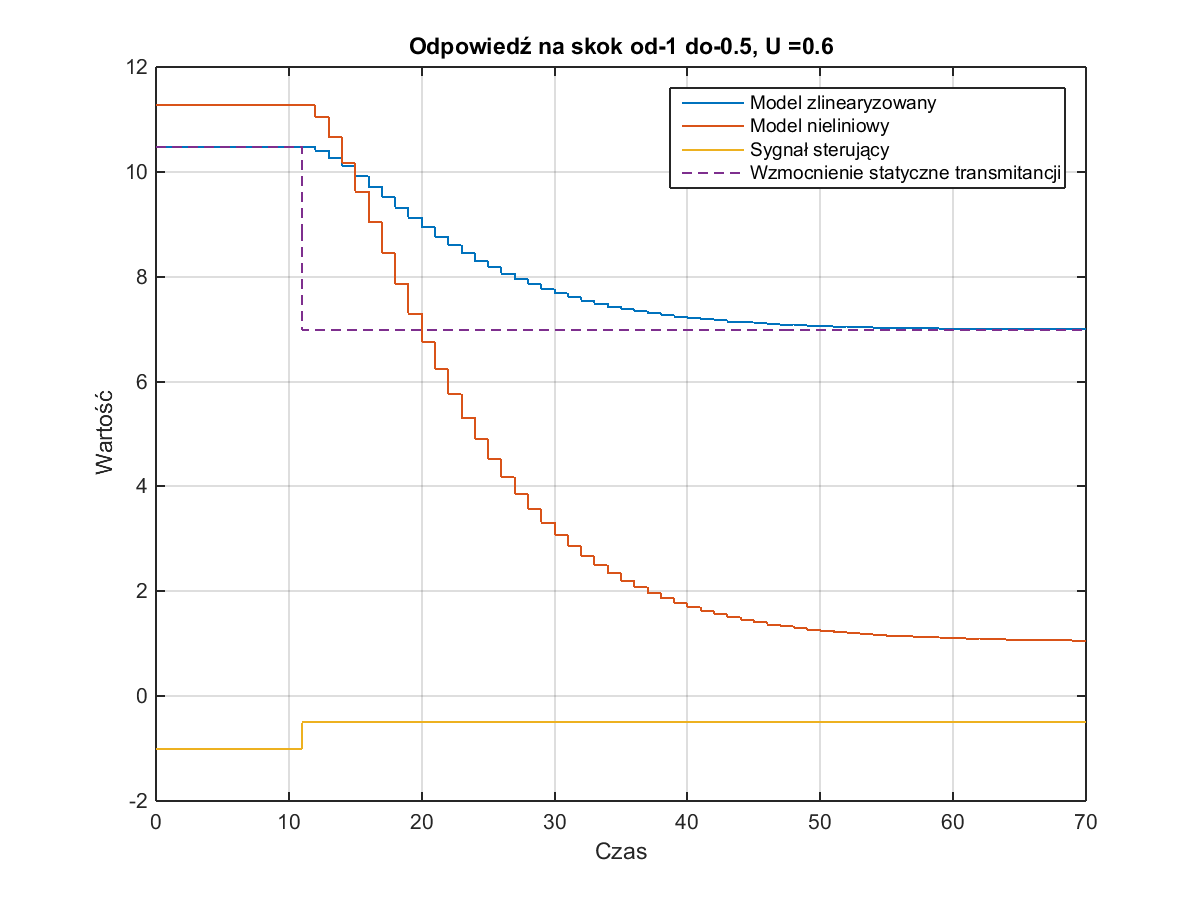 Odpowiedź na skok od-1 do-0.5, U =0.6
12
10
8
6
4
2
0
-2
Wartość
Model zlinearyzowany
Model nieliniowy
Sygnał sterujący
Wzmocnienie statyczne transmitancji
0 10 20 30 40 50 60 70
Czas